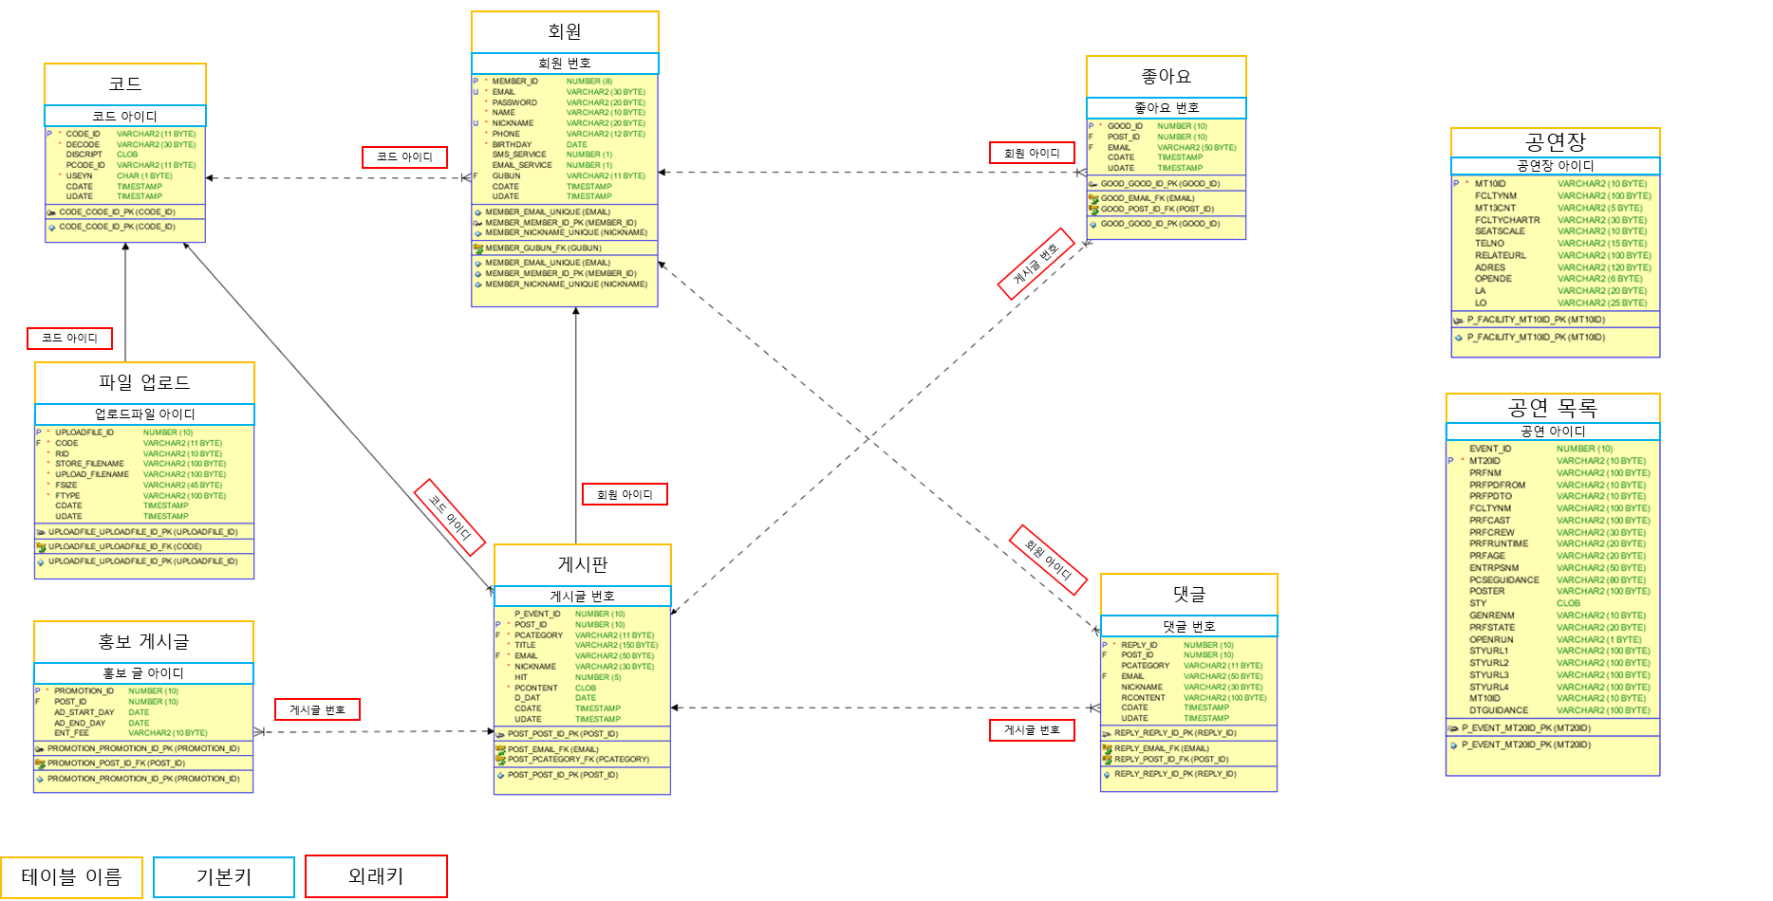 회원
회원 번호
P * MEMBER_ID NUMBER (8)
U * EMAIL VARCHAR2 (30 BYTE)
* PASSWORD VARCHAR2 (20 BYTE)
* NAME VARCHAR2 (10 BYTE)
U * NICKNAME VARCHAR2 (20 BYTE)
* PHONE VARCHAR2 (12 BYTE)
* BIRTHDAY DATE
SMS_SERVICE NUMBER (1)
EMAIL_SERVICE NUMBER (1)
F GUBUN VARCHAR2 (11 BYTE)
CDATE TIMESTAMP
UDATE TIMESTAMP
MEMBER_EMAIL_UNIQUE (EMAIL)
MEMBER_MEMBER_ID_PK (MEMBER_ID)
MEMBER_NICKNAME_UNIQUE (NICKNAME)
MEMBER_GUBUN_FK (GUBUN)
MEMBER_EMAIL_UNIQUE (EMAIL)
MEMBER_MEMBER_ID_PK (MEMBER_ID)
MEMBER_NICKNAME_UNIQUE (NICKNAME)
코드
코드 아이디
P * CODE_ID VARCHAR2 (11 BYTE)
* DECODE VARCHAR2 (30 BYTE)
DISCRIPT CLOB
PCODE_ID VARCHAR2 (11 BYTE)
* USEYN CHAR (1 BYTE)
CDATE TIMESTAMP
UDATE TIMESTAMP
CODE_CODE_ID_PK (CODE_ID)
CODE_CODE_ID_PK (CODE_ID)
코드 아이디
좋아요
좋아요 번호
P * GOOD_ID NUMBER (10)
F POST_ID NUMBER (10)
F EMAIL VARCHAR2 (50 BYTE)
CDATE TIMESTAMP
UDATE TIMESTAMP
GOOD_GOOD_ID_PK (GOOD_ID)
GOOD_EMAIL_FK (EMAIL)
GOOD_POST_ID_FK (POST_ID)
GOOD_GOOD_ID_PK (GOOD_ID)
회원 아이디
게시글 번호
공연장
공연장 아이디
P * MT10ID VARCHAR2 (10 BYTE)
FCLTYNM VARCHAR2 (100 BYTE)
MT13CNT VARCHAR2 (5 BYTE)
FCLTYCHARTR VARCHAR2 (30 BYTE)
SEATSCALE VARCHAR2 (10 BYTE)
TELNO VARCHAR2 (15 BYTE)
RELATEURL VARCHAR2 (100 BYTE)
ADRES VARCHAR2 (120 BYTE)
OPENDE VARCHAR2 (6 BYTE)
LA VARCHAR2 (20 BYTE)
LO VARCHAR2 (25 BYTE)
P_FACILITY_MT10ID_PK (MT10ID)
P_FACILITY_MT10ID_PK (MT10ID)
코드 아이디
파일 업로드
업로드파일 아이디
P * UPLOADFILE_ID NUMBER (10)
F * CODE VARCHAR2 (11 BYTE)
* RID VARCHAR2 (10 BYTE)
* STORE_FILENAME VARCHAR2 (100 BYTE)
* UPLOAD_FILENAME VARCHAR2 (100 BYTE)
* FSIZE VARCHAR2 (45 BYTE)
* FTYPE VARCHAR2 (100 BYTE)
CDATE TIMESTAMP
UDATE TIMESTAMP
UPLOADFILE_UPLOADFILE_ID_PK (UPLOADFILE_ID)
UPLOADFILE_UPLOADFILE_ID_FK (CODE)
UPLOADFILE_UPLOADFILE_ID_PK (UPLOADFILE_ID)
코드 아이디
회원 아이디
회원 아이디
공연 목록
공연 아이디
EVENT_ID NUMBER (10)
P * MT20ID VARCHAR2 (10 BYTE)
PRFNM VARCHAR2 (100 BYTE)
PRFPDFROM VARCHAR2 (10 BYTE)
PRFPDTO VARCHAR2 (10 BYTE)
FCLTYNM VARCHAR2 (100 BYTE)
PRFCAST VARCHAR2 (100 BYTE)
PRFCREW VARCHAR2 (30 BYTE)
PRFRUNTIME VARCHAR2 (20 BYTE)
PRFAGE VARCHAR2 (20 BYTE)
ENTRPSNM VARCHAR2 (50 BYTE)
PCSEGUIDANCE VARCHAR2 (80 BYTE)
POSTER VARCHAR2 (100 BYTE)
STY CLOB
GENRENM VARCHAR2 (10 BYTE)
PRFSTATE VARCHAR2 (20 BYTE)
OPENRUN VARCHAR2 (1 BYTE)
STYURL1 VARCHAR2 (100 BYTE)
STYURL2 VARCHAR2 (100 BYTE)
STYURL3 VARCHAR2 (100 BYTE)
STYURL4 VARCHAR2 (100 BYTE)
MT10ID VARCHAR2 (10 BYTE)
DTGUIDANCE VARCHAR2 (100 BYTE)
P_EVENT_MT20ID_PK (MT20ID)
P_EVENT_MT20ID_PK (MT20ID)
게시판
게시글 번호
P_EVENT_ID NUMBER (10)
P * POST_ID NUMBER (10)
F * PCATEGORY VARCHAR2 (11 BYTE)
* TITLE VARCHAR2 (150 BYTE)
F * EMAIL VARCHAR2 (50 BYTE)
* NICKNAME VARCHAR2 (30 BYTE)
HIT NUMBER (5)
* PCONTENT CLOB
D_DAT DATE
CDATE TIMESTAMP
UDATE TIMESTAMP
POST_POST_ID_PK (POST_ID)
POST_EMAIL_FK (EMAIL)
POST_PCATEGORY_FK (PCATEGORY)
POST_POST_ID_PK (POST_ID)
댓글
댓글 번호
P * REPLY_ID NUMBER (10)
F POST_ID NUMBER (10)
PCATEGORY VARCHAR2 (11 BYTE)
F EMAIL VARCHAR2 (50 BYTE)
NICKNAME VARCHAR2 (30 BYTE)
RCONTENT VARCHAR2 (100 BYTE)
CDATE TIMESTAMP
UDATE TIMESTAMP
REPLY_REPLY_ID_PK (REPLY_ID)
REPLY_EMAIL_FK (EMAIL)
REPLY_POST_ID_FK (POST_ID)
REPLY_REPLY_ID_PK (REPLY_ID)
게시글 번호
홍보 게시글
홍보 글 아이디
P * PROMOTION_ID NUMBER (10)
F POST_ID NUMBER (10)
AD_START_DAY DATE
AD_END_DAY DATE
ENT_FEE VARCHAR2 (10 BYTE)
PROMOTION_PROMOTION_ID_PK (PROMOTION_ID)
PROMOTION_POST_ID_FK (POST_ID)
PROMOTION_PROMOTION_ID_PK (PROMOTION_ID)
게시글 번호
테이블 이름
기본키
외래키